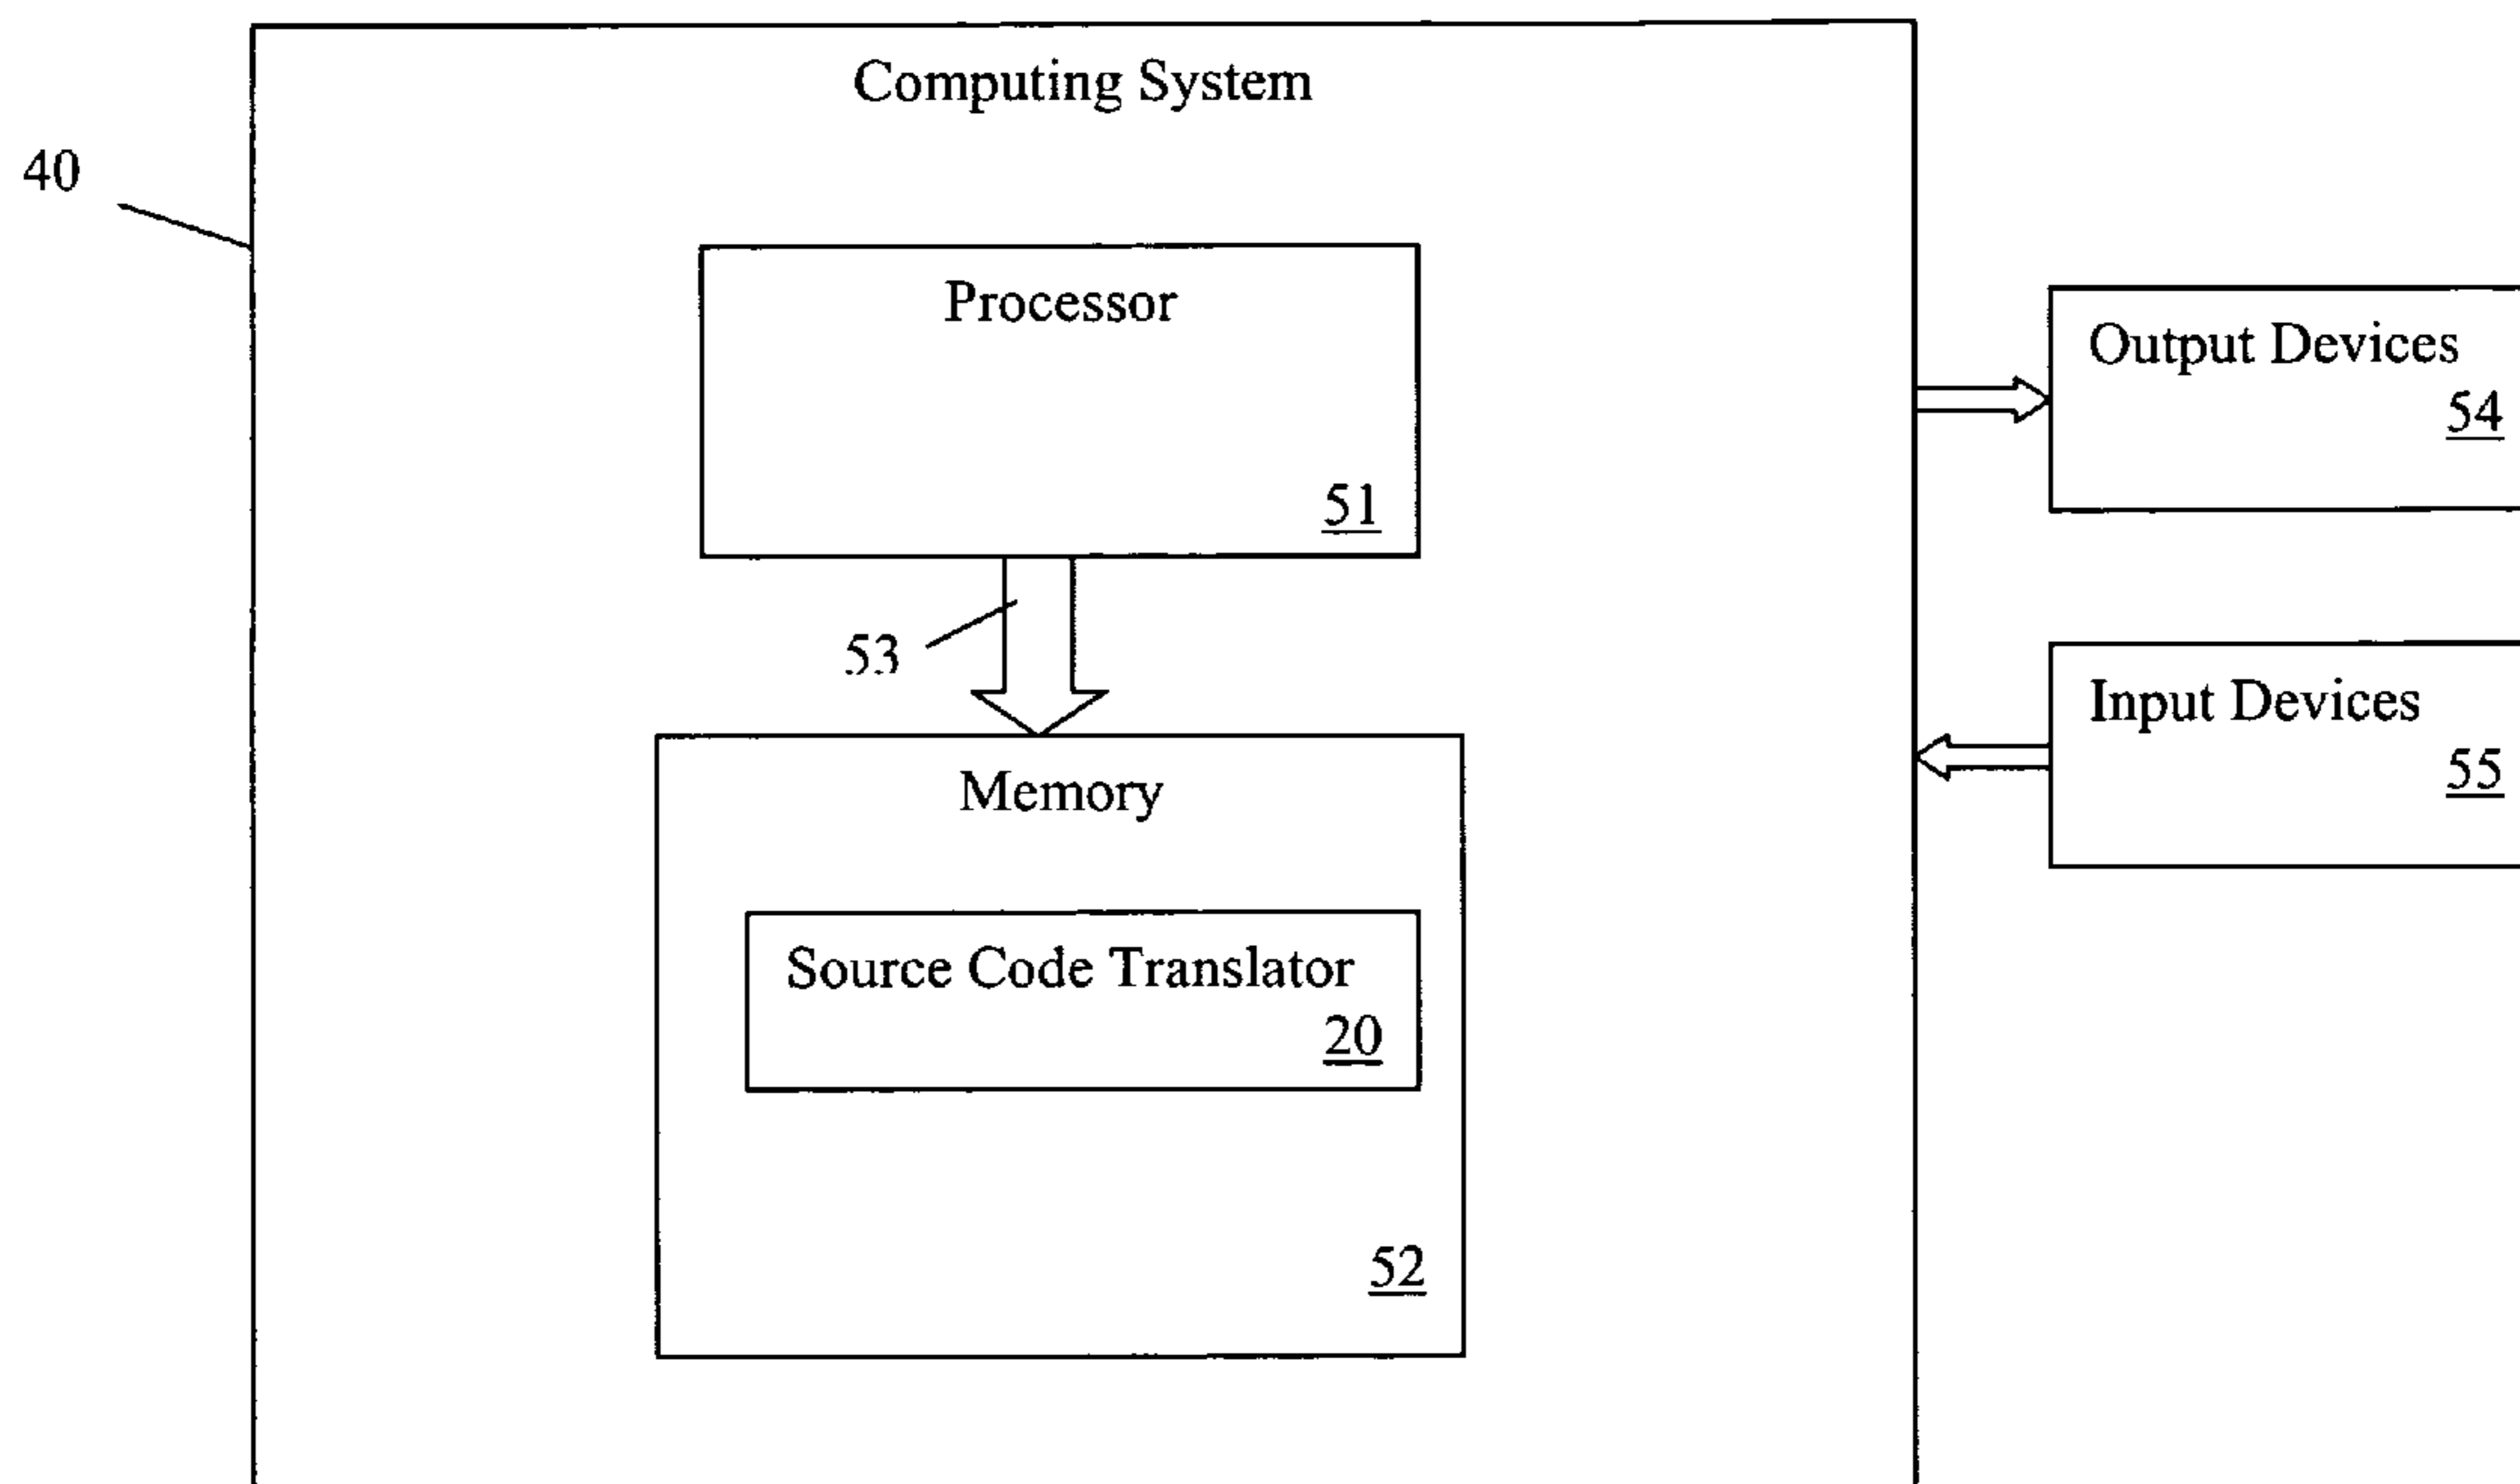 Computing System
40
Processor
51
53
Memory
Source Code Translator
20
52
Output Devices
54
Input Devices
55